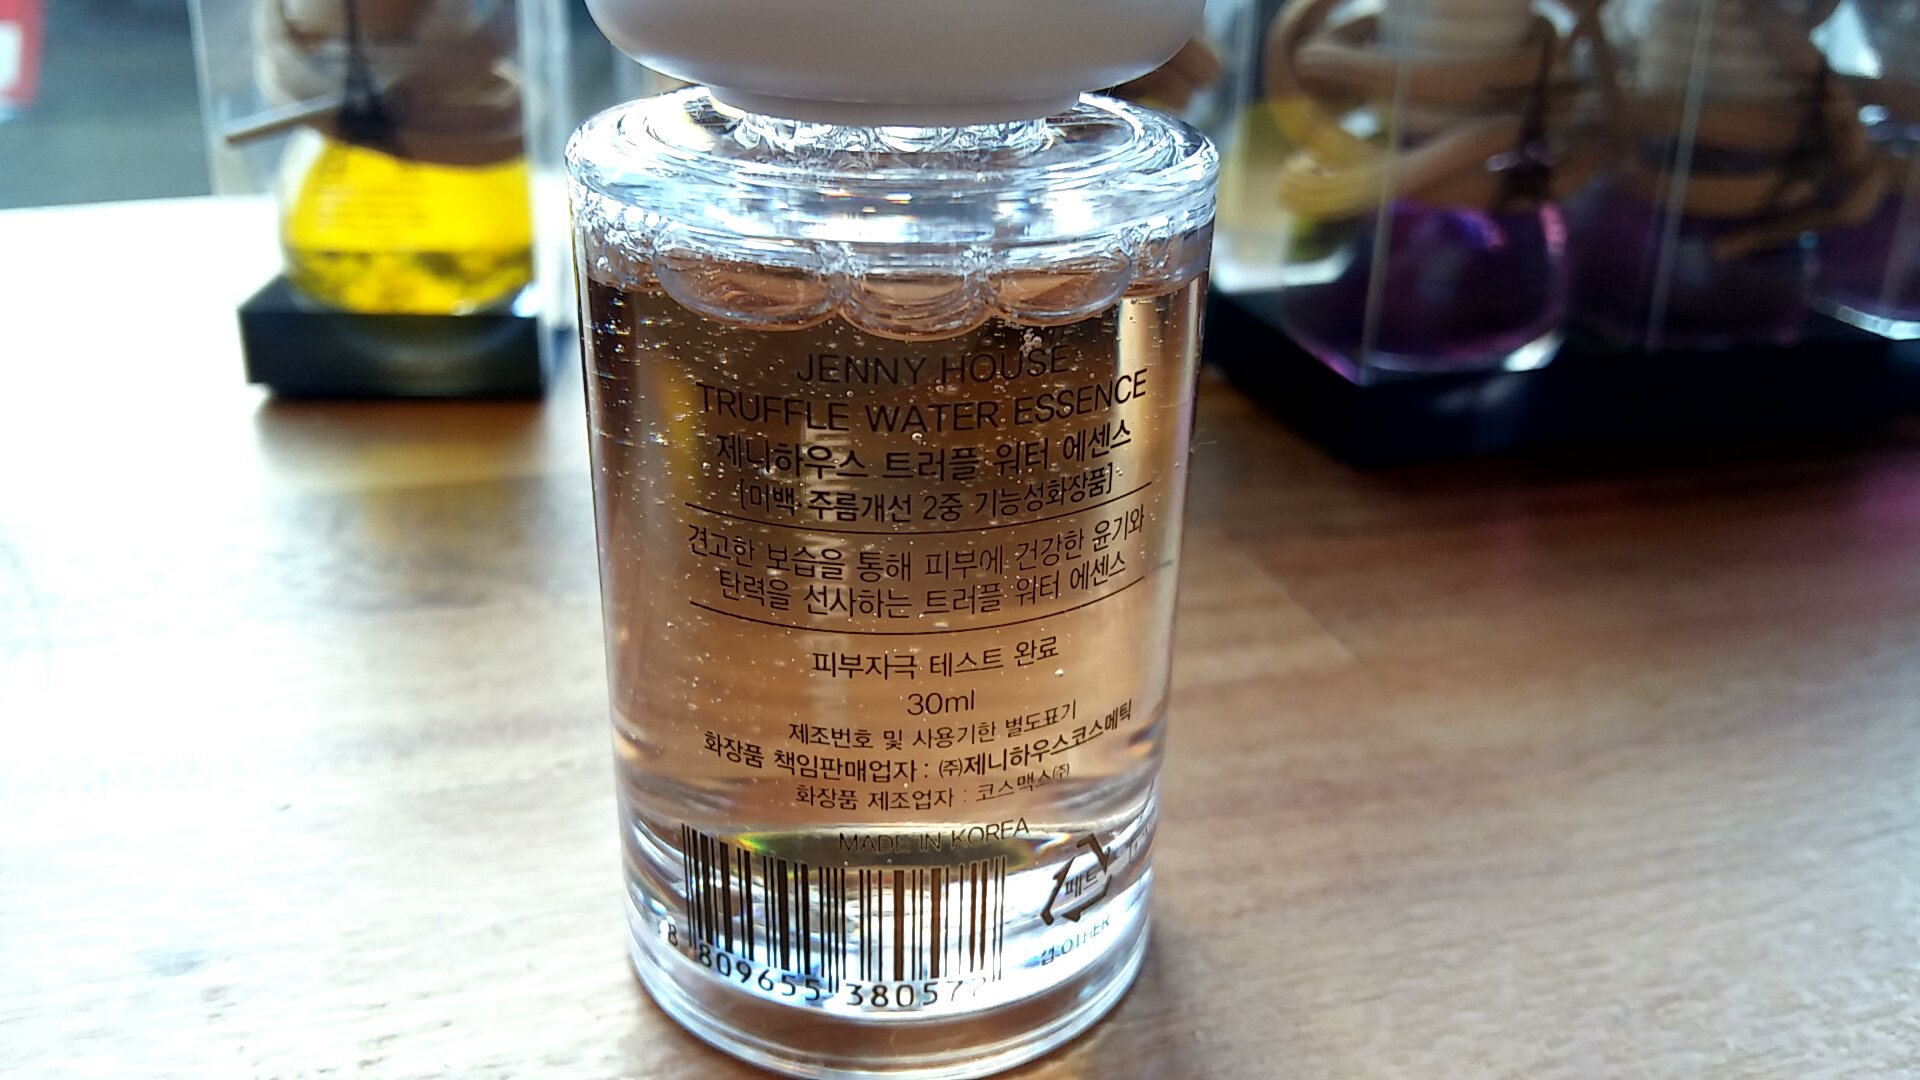 JENNY HOUSE
TRUFFLE WATER ESSENCE
제니하우스 트러플 워터 에센스
[미백·주름개선 2중 기능성화장품]
견고한 보습을 통해 피부에 건강한 윤기와
탄력을 선사하는 트러플 워터 에센스
피부자극 테스트 완료
30ml
제조번호 및 사용기한 별도표기
화장품 책임판매업자 : ㈜제니하우스코스메틱
화장품 제조업자 : 코스맥스㈜
MADE IN KOREA
페트
캡:OTHER
8 809655 38057